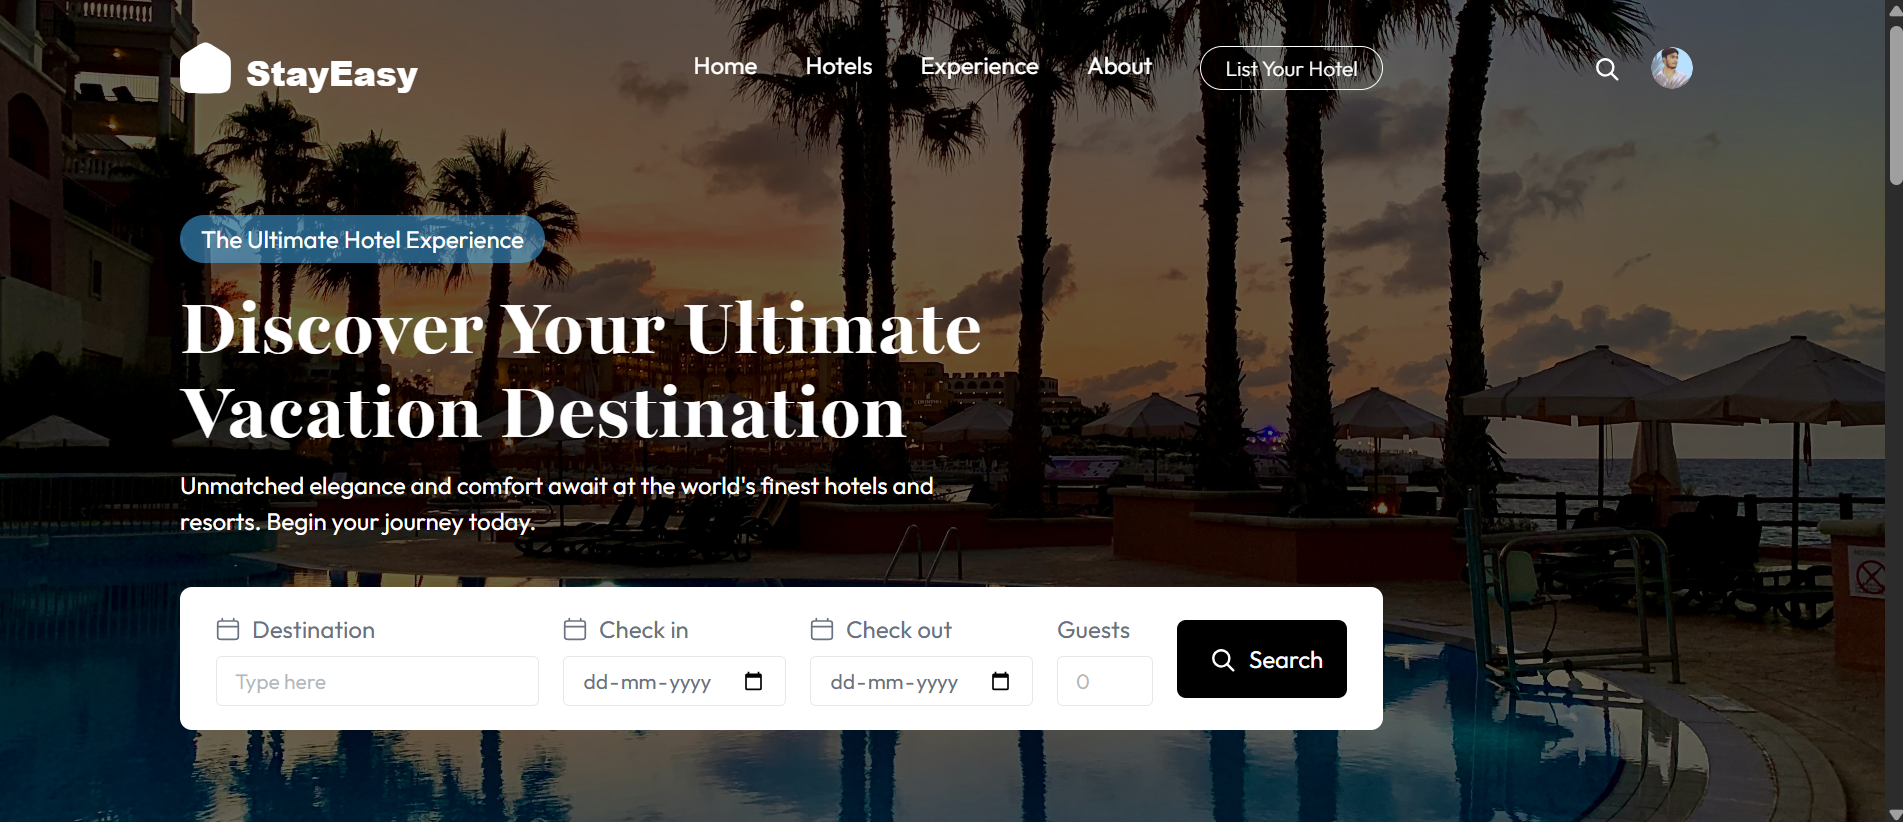 StayEasy
Home Hotels Experience About List Your Hotel
The Ultimate Hotel Experience
Discover Your Ultimate
Vacation Destination
Unmatched elegance and comfort await at the world's finest hotels and
resorts. Begin your journey today.
Destination Check in Check out Guests
Type here dd-mm-yyyy dd-mm-yyyy 0
Search